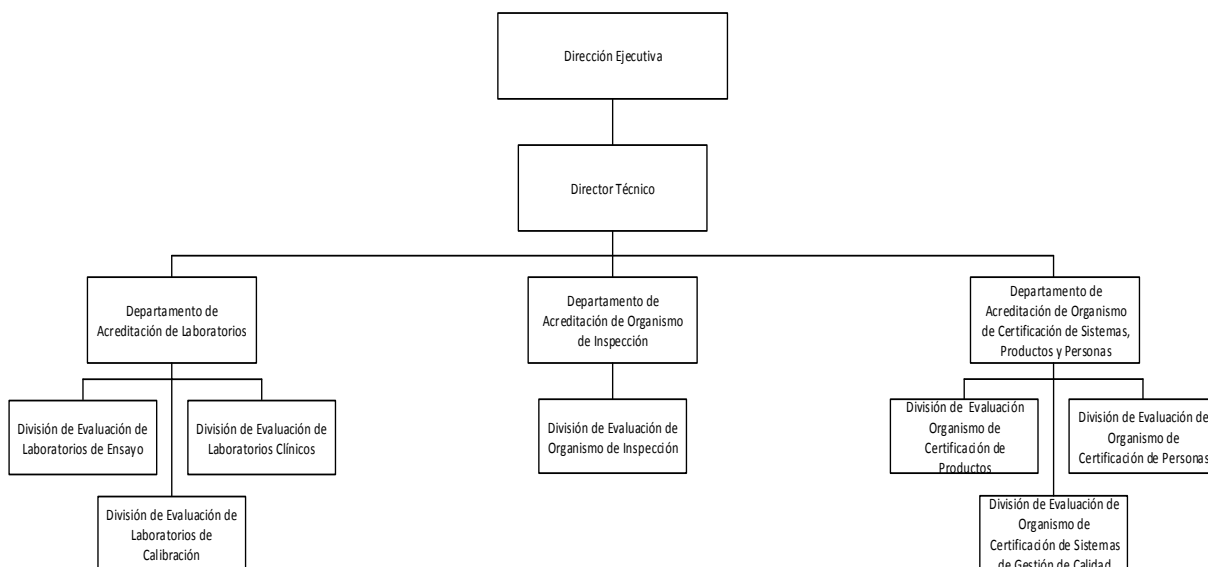 Dirección Ejecutiva
Director Técnico
Departamento de
Acreditación de Laboratorios
Departamento de
Acreditación de Organismo
de Inspección
Departamento de
Acreditación de Organismo
de Certificación de Sistemas,
Productos y Personas
División de Evaluación de
Laboratorios de Ensayo
División de Evaluación de
Laboratorios Clínicos
División de Evaluación de
Organismo de Inspección
División de Evaluación
Organismo de
Certificación de
Productos
División de Evaluación de
Organismo de
Certificación de Personas
División de Evaluación de
Laboratorios de
Calibración
División de Evaluación de
Organismo de
Certificación de Sistemas
de Gestión de Calidad